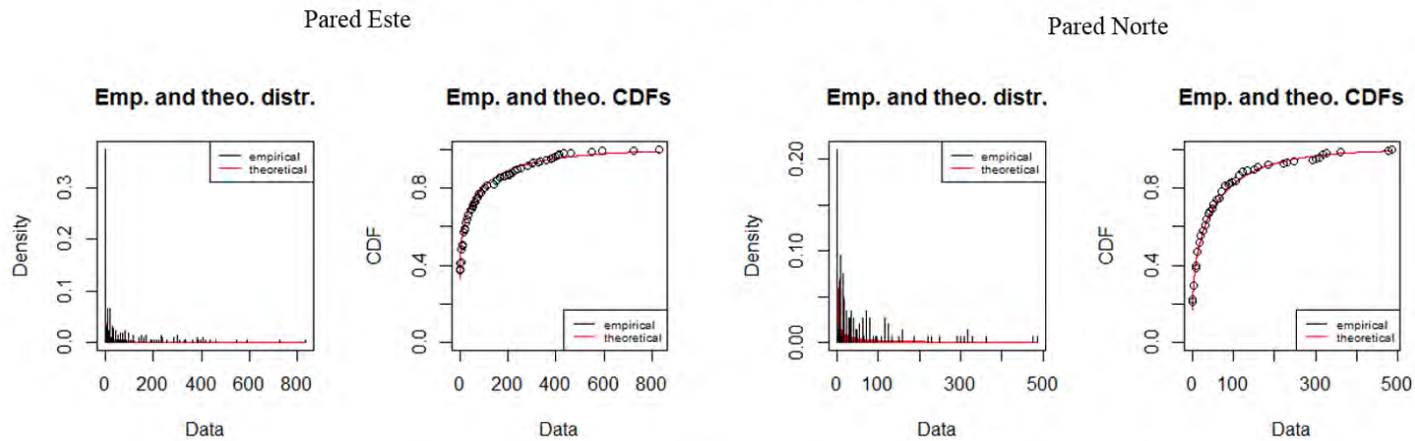 Pared Este
Pared Norte
Emp. and theo. distr.
Emp. and theo. CDFs
Emp. and theo. distr.
Emp. and theo. CDFs
empirical
theoretical
Density
0.0 0.1 0.2 0.3
0 200 400 600 800
Data
CDF
0.0 0.4 0.8
empirical
theoretical
0 200 400 600 800
Data
empirical
theoretical
Density
0.00 0.10 0.20
0 100 300 500
Data
CDF
0.0 0.4 0.8
empirical
theoretical
0 100 300 500
Data